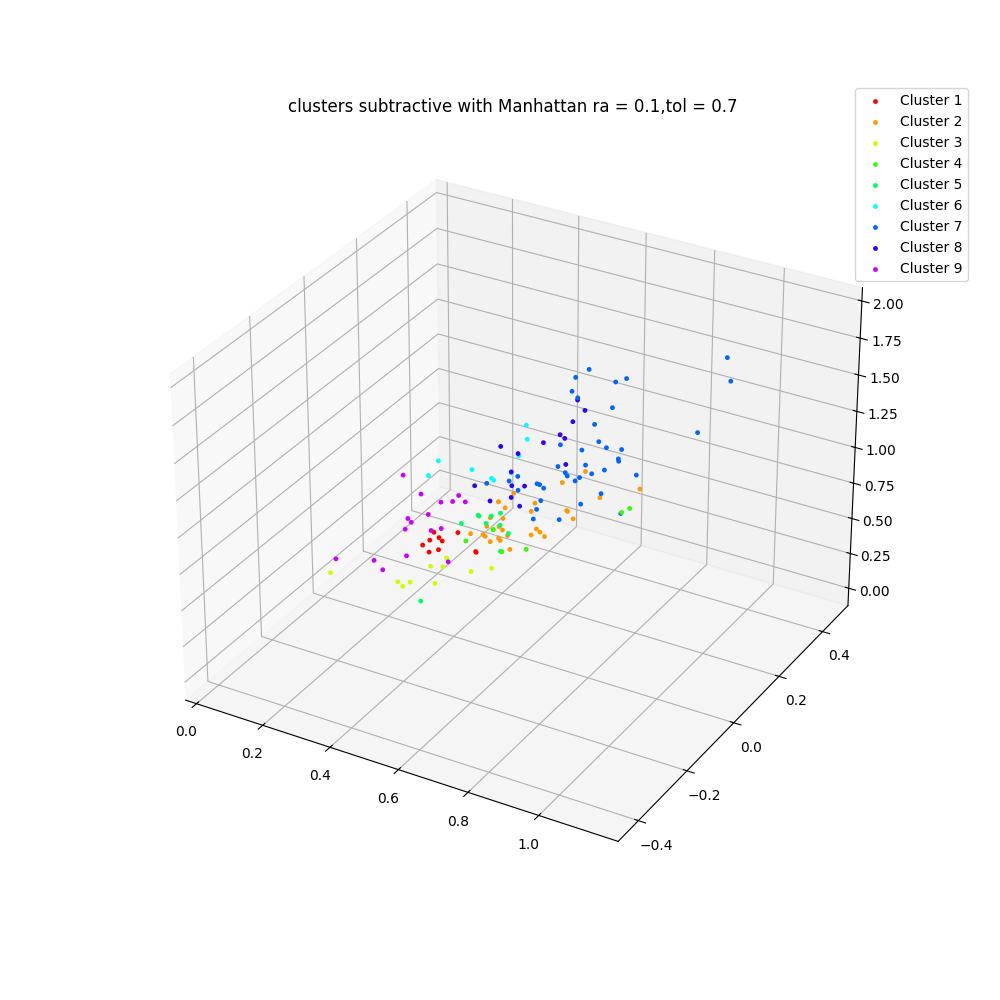 clusters subtractive with Manhattan ra = 0.1,tol = 0.7
Cluster 1
Cluster 2
Cluster 3
Cluster 4
Cluster 5
Cluster 6
Cluster 7
Cluster 8
Cluster 9
2.00
1.75
1.50
1.25
1.00
0.75
0.50
0.25
0.00
0.4
0.2
0.0
−0.2
−0.4
0.0
0.2
0.4
0.6
0.8
1.0